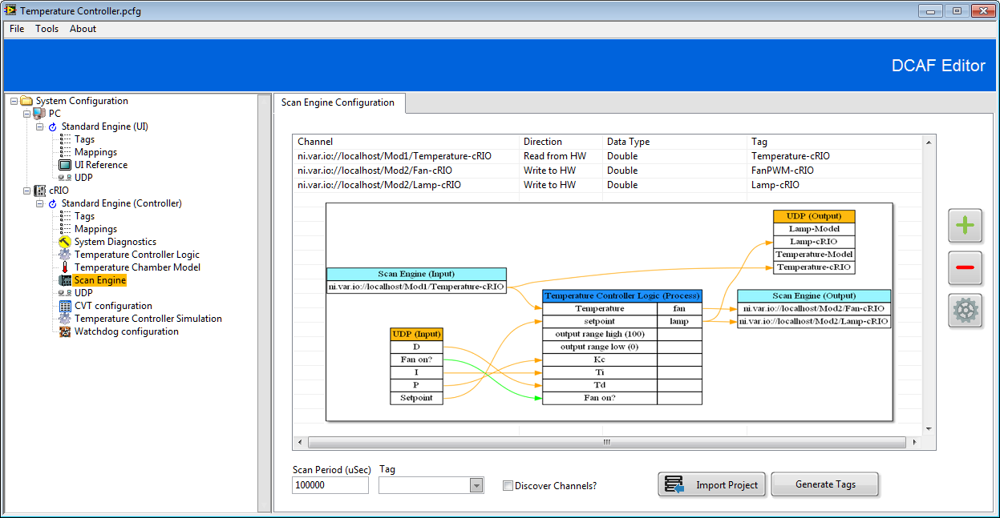 Temperature Controller.pcfg
File Tools About
DCAF Editor
System Configuration
PC
Standard Engine (UI)
Tags
Mappings
UI Reference
UDP
cRIO
Standard Engine (Controller)
Tags
Mappings
System Diagnostics
Temperature Controller Logic
Temperature Chamber Model
Scan Engine
UDP
CVT configuration
Temperature Controller Simulation
Watchdog configuration
Scan Engine Configuration
Channel Direction Data Type Tag
ni.var.io://localhost/Mod1/Temperature-cRIO Read from HW Double Temperature-cRIO
ni.var.io://localhost/Mod2/Fan-cRIO Write to HW Double FanPWM-cRIO
ni.var.io://localhost/Mod2/Lamp-cRIO Write to HW Double Lamp-cRIO
UDP (Output)
Lamp-Model
Lamp-cRIO
Temperature-Model
Temperature-cRIO
Scan Engine (Input)
ni.var.io://localhost/Mod1/Temperature-cRIO
Temperature Controller Logic (Process)
Temperature fan
setpoint lamp
output range high (100)
output range low (0)
Kc
Ti
Td
Fan on?
Scan Engine (Output)
ni.var.io://localhost/Mod2/Fan-cRIO
ni.var.io://localhost/Mod2/Lamp-cRIO
UDP (Input)
D
Fan on?
I
P
Setpoint
Scan Period (uSec) Tag
100000
Discover Channels?
Import Project
Generate Tags